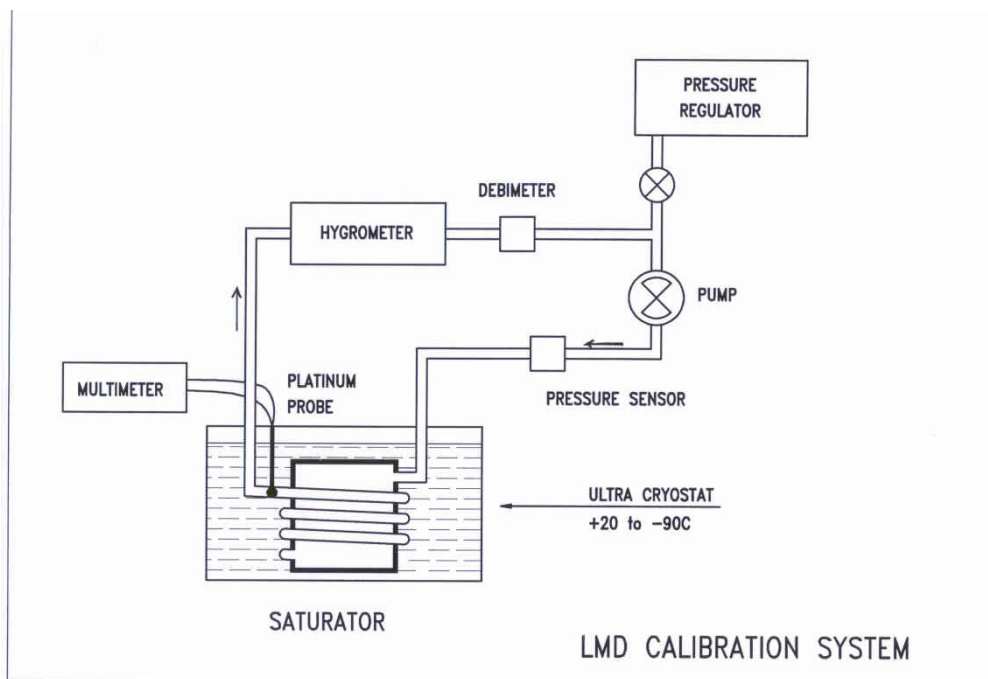 PRESSURE
REGULATOR
DEBIMETER
HYGROMETER
PUMP
MULTIMETER
PLATINUM
PROBE
PRESSURE SENSOR
ULTRA CRYOSTAT
+20 to -90C
SATURATOR
LMD CALIBRATION SYSTEM